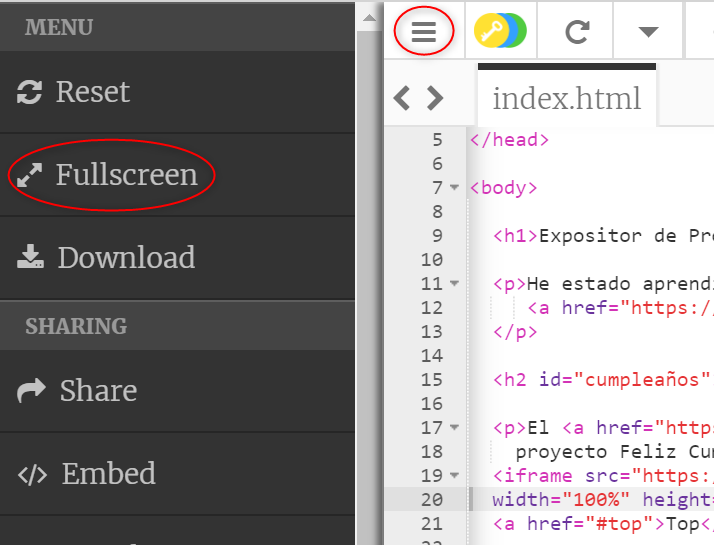 MENU
Reset
Fullscreen
Download
SHARING
Share
Embed
index.html
5 </head>
6
7 <body>
8
9 <h1>Expositor de Pr
10
11 <p>He estado aprend
12 <a href="https:/
13 </p>
14
15 <h2 id="cumpleaños"
16
17 <p>El <a href="http
18 proyecto Feliz Cu
19 <iframe src="https:
20 width="100%" height=
21 <a href="#top">Top<